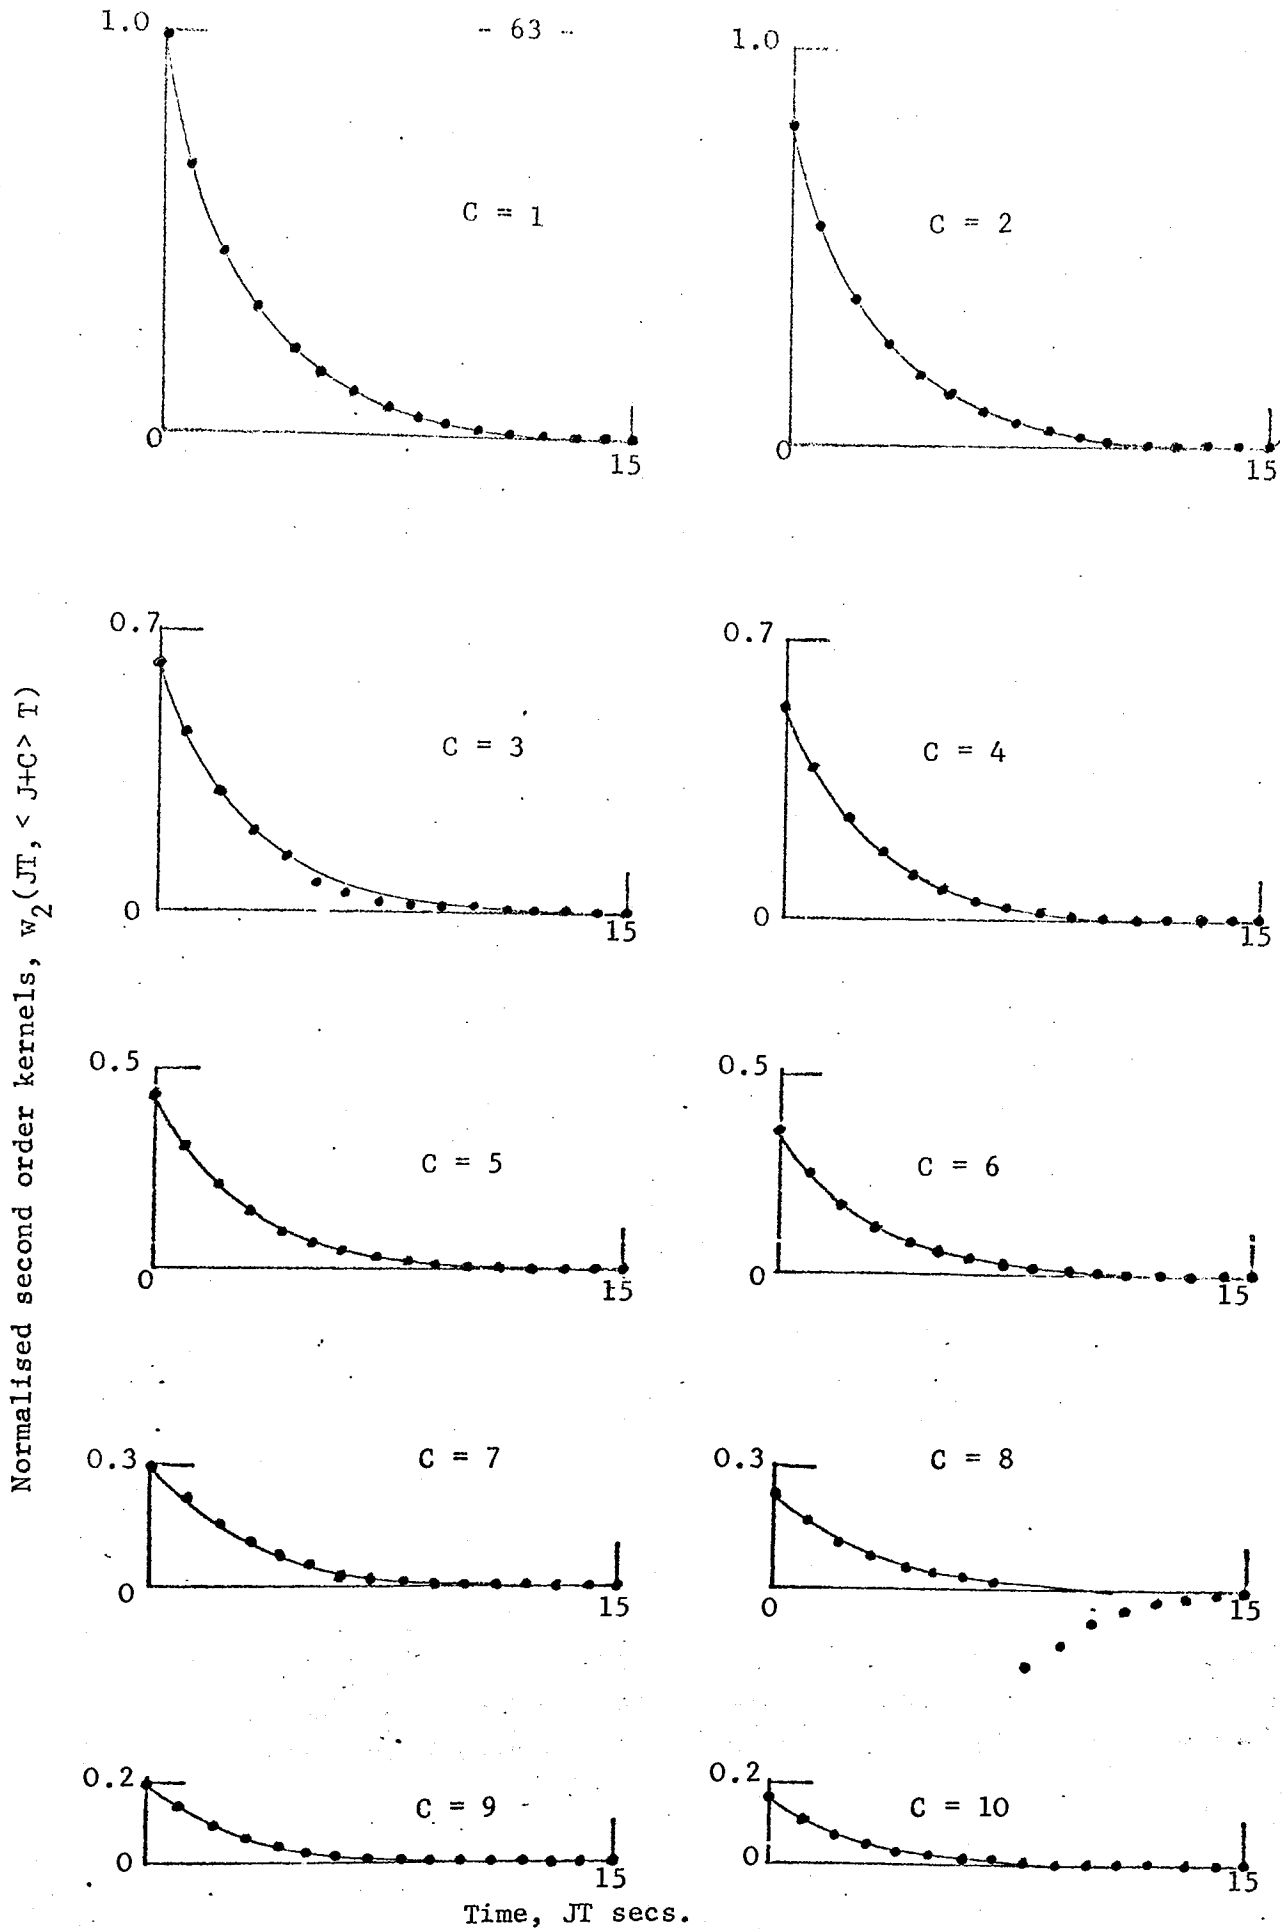 - 63 -
1.0
C = 1
0
15
1.0
C = 2
0
15
0.7
C = 3
0
15
0.7
C = 4
0
15
0.5
C = 5
0
15
0.5
C = 6
0
15
0.3
C = 7
0
15
0.3
C = 8
0
15
0.2
C = 9
0
15
0.2
C = 10
0
15
Normalised second order kernels, w2(JT, < J+C> T)
Time, JT secs.